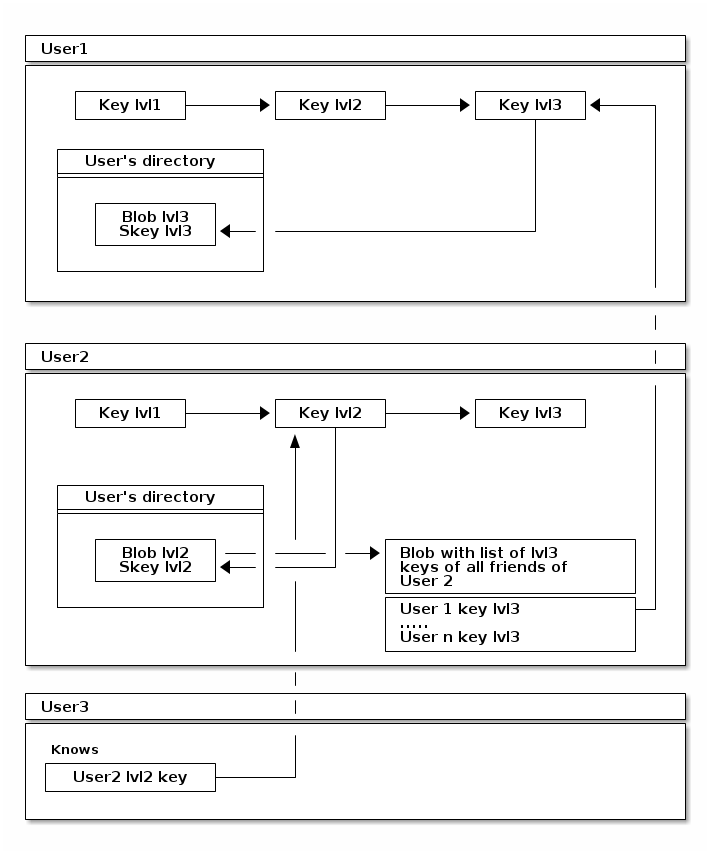 User1
Key lvl1
Key lvl2
Key lvl3
User's directory
Blob lvl3
Skey lvl3
User2
Key lvl1
Key lvl2
Key lvl3
User's directory
Blob lvl2
Skey lvl2
Blob with list of lvl3
keys of all friends of
User 2
User 1 key lvl3
.....
User n key lvl3
User3
Knows
User2 lvl2 key